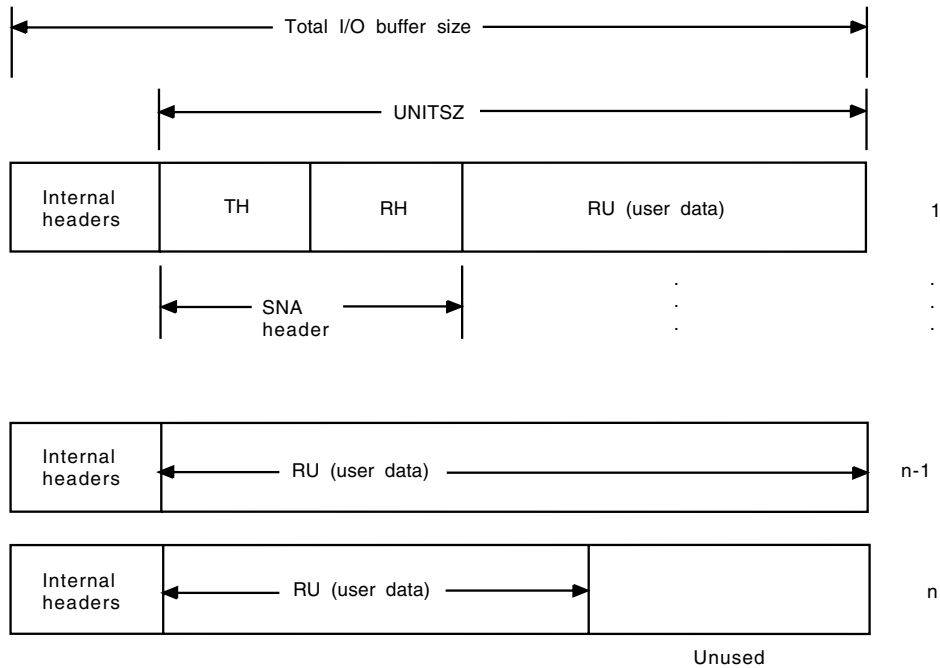 Total I/O buffer size
UNITSZ
Internal
headers
TH
RH
RU (user data)
1
.
.
.
.
.
.
SNA
header
Internal
headers
RU (user data)
n-1
Internal
headers
RU (user data)
n
Unused